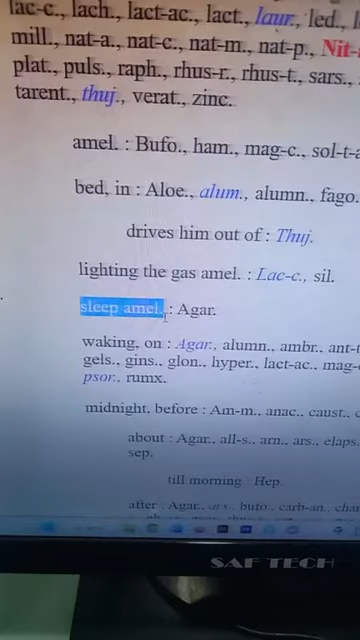 lac-c., lach., lact-ac., lact., laur., led.,
mill., nat-a., nat-c., nat-m., nat-p., Nit-
plat., puls., raph., rhus-r., rhus-t., sars.,
tarent., thuj., verat., zinc.
amel. : Bufo., ham., mag-c., sol-t-
bed, in : Aloe., alum., alumn., fago.
drives him out of : Thuj.
lighting the gas amel. : Lac-c., sil.
sleep amel. : Agar.
waking, on : Agar., alumn., ambr., ant-t
gels., gins., glon., hyper., lact-ac., mag-
psor., rumx.
midnight, before : Am-m., anac., caust.,
about : Agar., all-s., arn., ars., elaps
sep.
till morning : Hep.
after : Agar., ars., bufo., carb-an.,
SAF TECH